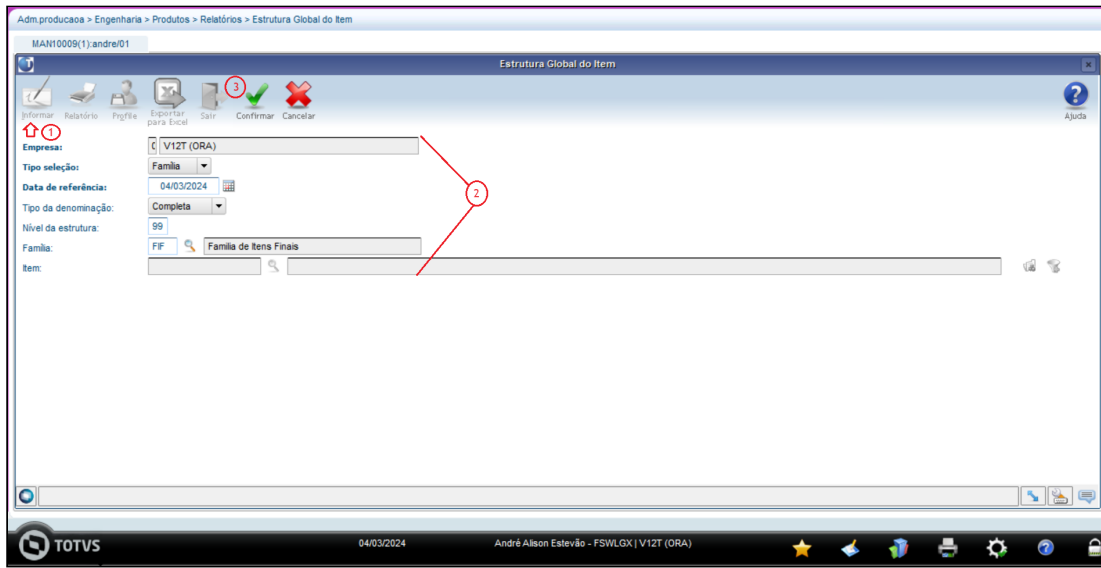 Adm.producaoa > Engenharia > Produtos > Relatórios > Estrutura Global do Item
MAN10009(1):andre/01
Estrutura Global do Item
Informar Relatório Profile Exportar para Excel Sair 3 Confirmar Cancelar Ajuda
1
Empresa: 0 V12T (ORA)
Tipo seleção: Família
Data de referência: 04/03/2024
2
Tipo da denominação: Completa
Nível da estrutura: 99
Família: FIF Familia de Itens Finais
Item:
TOTVS 04/03/2024 André Alison Estevão - FSWLGX | V12T (ORA)